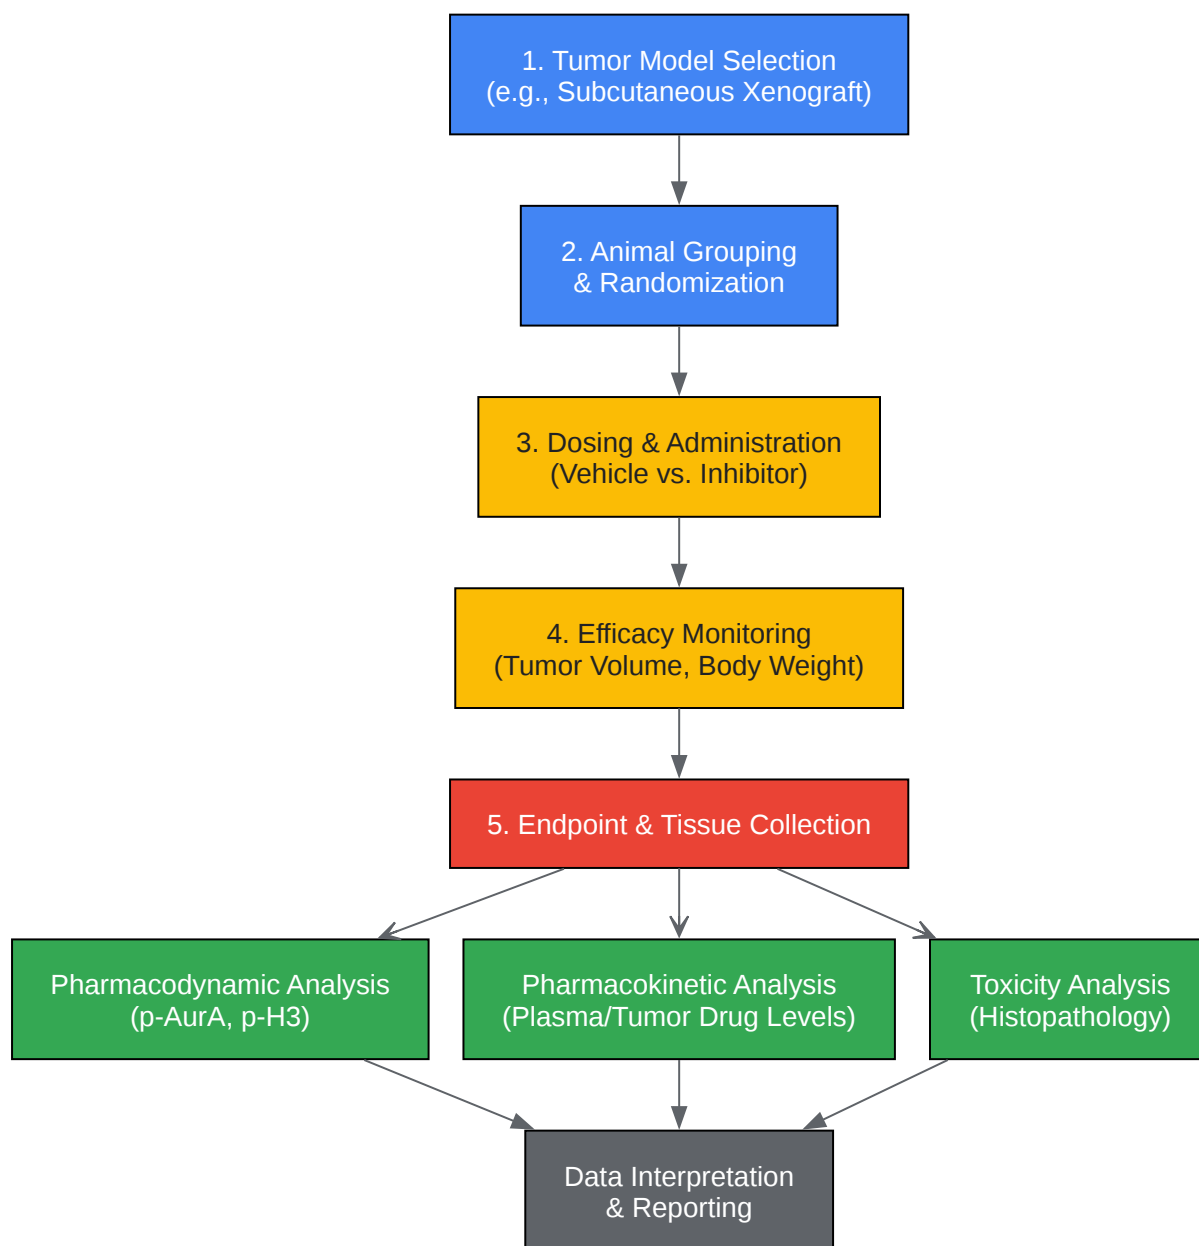 1. Tumor Model Selection
(e.g., Subcutaneous Xenograft)
2. Animal Grouping
& Randomization
3. Dosing & Administration
(Vehicle vs. Inhibitor)
4. Efficacy Monitoring
(Tumor Volume, Body Weight)
5. Endpoint & Tissue Collection
Pharmacodynamic Analysis
(p-AurA, p-H3)
Pharmacokinetic Analysis
(Plasma/Tumor Drug Levels)
Toxicity Analysis
(Histopathology)
Data Interpretation
& Reporting